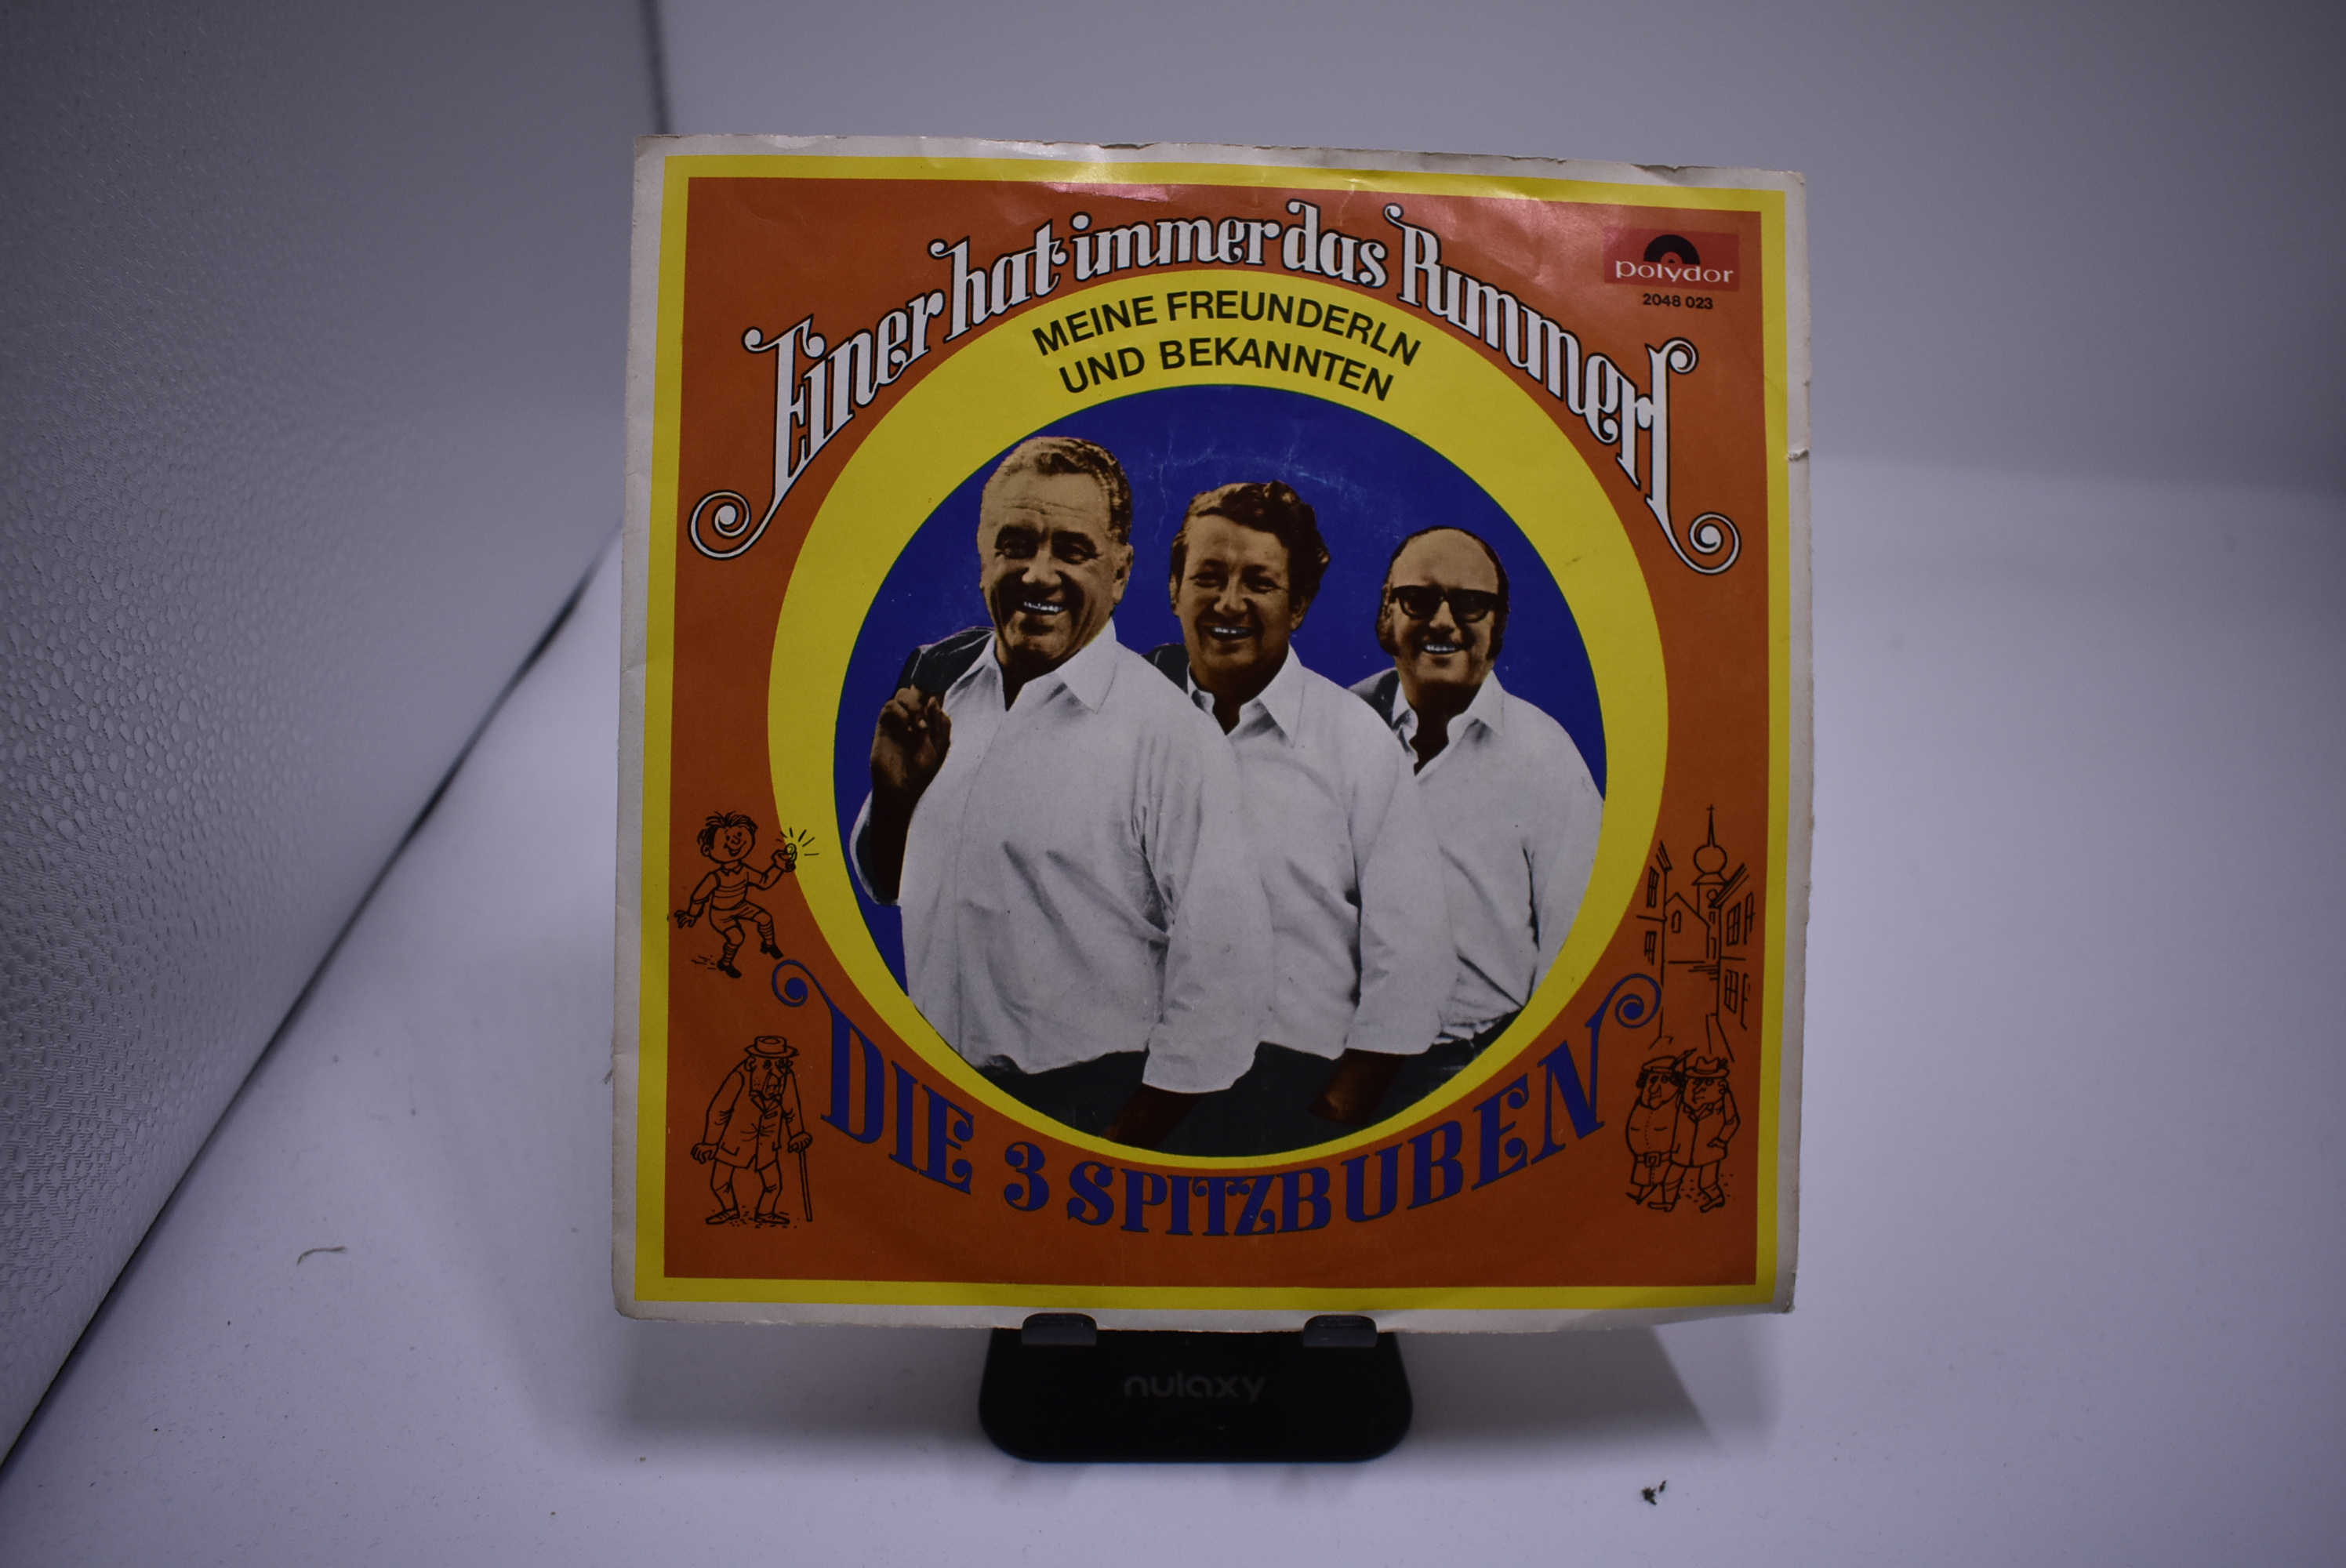 Einer hat immer das Rummerl
polydor
2048 023
MEINE FREUNDERLN
UND BEKANNTEN
DIE 3 SPITZBUBEN
nulaxy